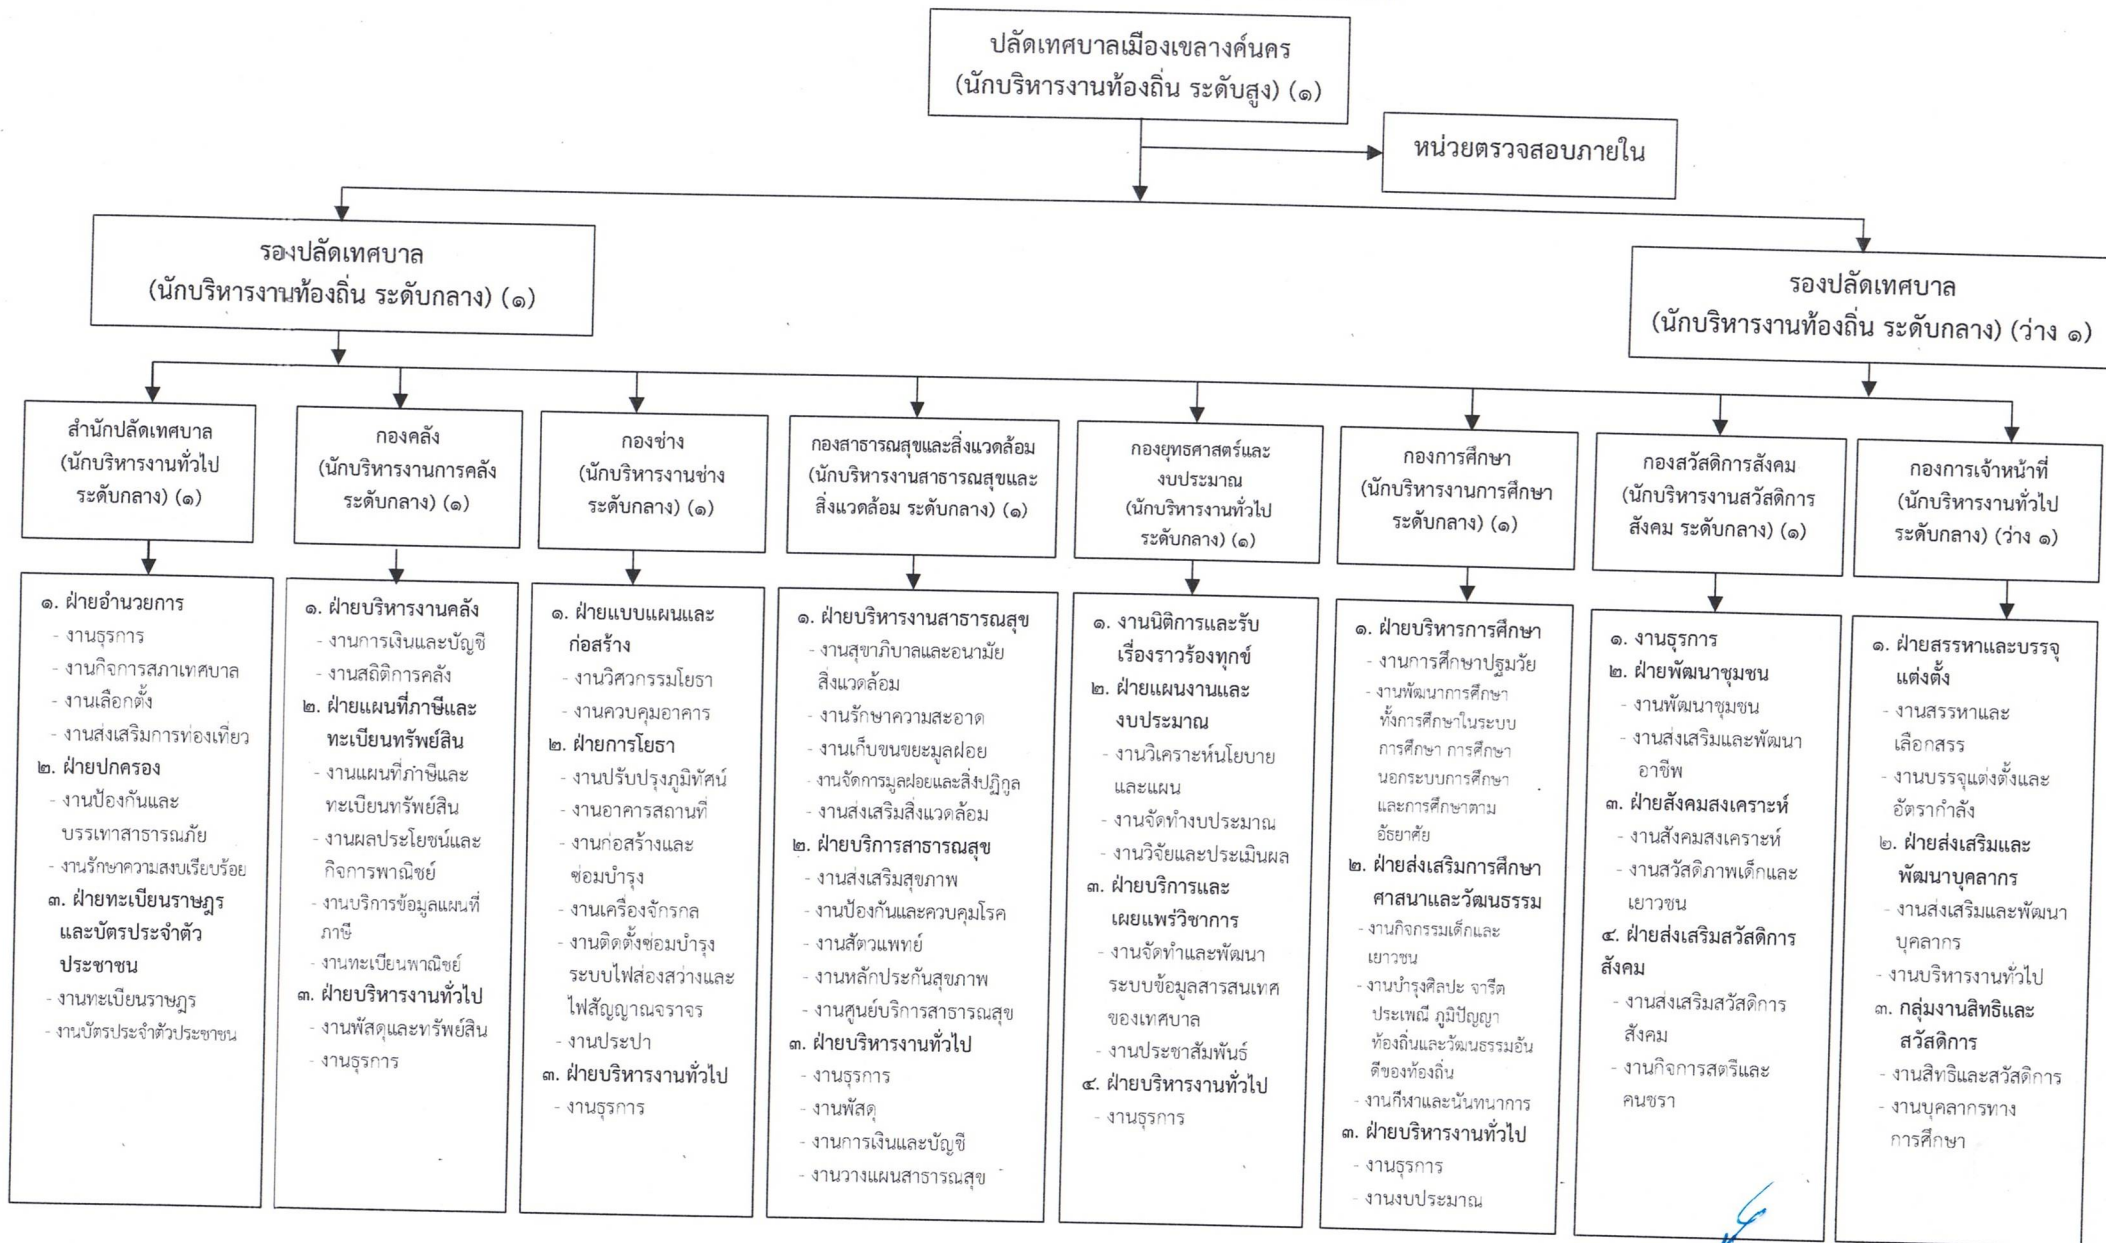 ปลัดเทศบาลเมืองเขลางค์นคร
(นักบริหารงานท้องถิ่น ระดับสูง) (๑)
หน่วยตรวจสอบภายใน
รองปลัดเทศบาล
(นักบริหารงานท้องถิ่น ระดับกลาง) (๑)
รองปลัดเทศบาล
(นักบริหารงานท้องถิ่น ระดับกลาง) (ว่าง ๑)
สำนักปลัดเทศบาล
(นักบริหารงานทั่วไป
ระดับกลาง) (๑)
กองคลัง
(นักบริหารงานการคลัง
ระดับกลาง) (๑)
กองช่าง
(นักบริหารงานช่าง
ระดับกลาง) (๑)
กองสาธารณสุขและสิ่งแวดล้อม
(นักบริหารงานสาธารณสุขและ
สิ่งแวดล้อม ระดับกลาง) (๑)
กองยุทธศาสตร์และ
งบประมาณ
(นักบริหารงานทั่วไป
ระดับกลาง) (๑)
กองการศึกษา
(นักบริหารงานการศึกษา
ระดับกลาง) (๑)
กองสวัสดิการสังคม
(นักบริหารงานสวัสดิการ
สังคม ระดับกลาง) (๑)
กองการเจ้าหน้าที่
(นักบริหารงานทั่วไป
ระดับกลาง) (ว่าง ๑)
๑. ฝ่ายอำนวยการ
- งานธุรการ
- งานกิจการสภาเทศบาล
- งานเลือกตั้ง
- งานส่งเสริมการท่องเที่ยว
๒. ฝ่ายปกครอง
- งานป้องกันและ
บรรเทาสาธารณภัย
- งานรักษาความสงบเรียบร้อย
๓. ฝ่ายทะเบียนราษฎร
และบัตรประจำตัว
ประชาชน
- งานทะเบียนราษฎร
- งานบัตรประจำตัวประชาชน
๑. ฝ่ายบริหารงานคลัง
- งานการเงินและบัญชี
- งานสถิติการคลัง
๒. ฝ่ายแผนที่ภาษีและ
ทะเบียนทรัพย์สิน
- งานแผนที่ภาษีและ
ทะเบียนทรัพย์สิน
- งานผลประโยชน์และ
กิจการพาณิชย์
- งานบริการข้อมูลแผนที่
ภาษี
- งานทะเบียนพาณิชย์
๓. ฝ่ายบริหารงานทั่วไป
- งานพัสดุและทรัพย์สิน
- งานธุรการ
๑. ฝ่ายแบบแผนและ
ก่อสร้าง
- งานวิศวกรรมโยธา
- งานควบคุมอาคาร
๒. ฝ่ายการโยธา
- งานปรับปรุงภูมิทัศน์
- งานอาคารสถานที่
- งานก่อสร้างและ
ซ่อมบำรุง
- งานเครื่องจักรกล
- งานติดตั้งซ่อมบำรุง
ระบบไฟส่องสว่างและ
ไฟสัญญาณจราจร
- งานประปา
๓. ฝ่ายบริหารงานทั่วไป
- งานธุรการ
๑. ฝ่ายบริหารงานสาธารณสุข
- งานสุขาภิบาลและอนามัย
สิ่งแวดล้อม
- งานรักษาความสะอาด
- งานเก็บขนขยะมูลฝอย
- งานจัดการมูลฝอยและสิ่งปฏิกูล
- งานส่งเสริมสิ่งแวดล้อม
๒. ฝ่ายบริการสาธารณสุข
- งานส่งเสริมสุขภาพ
- งานป้องกันและควบคุมโรค
- งานสัตวแพทย์
- งานหลักประกันสุขภาพ
- งานศูนย์บริการสาธารณสุข
๓. ฝ่ายบริหารงานทั่วไป
- งานธุรการ
- งานพัสดุ
- งานการเงินและบัญชี
- งานวางแผนสาธารณสุข
๑. งานนิติการและรับ
เรื่องราวร้องทุกข์
๒. ฝ่ายแผนงานและ
งบประมาณ
- งานวิเคราะห์นโยบาย
และแผน
- งานจัดทำงบประมาณ
- งานวิจัยและประเมินผล
๓. ฝ่ายบริการและ
เผยแพร่วิชาการ
- งานจัดทำและพัฒนา
ระบบข้อมูลสารสนเทศ
ของเทศบาล
- งานประชาสัมพันธ์
๔. ฝ่ายบริหารงานทั่วไป
- งานธุรการ
๑. ฝ่ายบริหารการศึกษา
- งานการศึกษาปฐมวัย
- งานพัฒนาการศึกษา
ทั้งการศึกษาในระบบ
การศึกษา การศึกษา
นอกระบบการศึกษา
และการศึกษาตาม
อัธยาศัย
๒. ฝ่ายส่งเสริมการศึกษา
ศาสนาและวัฒนธรรม
- งานกิจกรรมเด็กและ
เยาวชน
- งานบำรุงศิลปะ จารีต
ประเพณี ภูมิปัญญา
ท้องถิ่นและวัฒนธรรมอัน
ดีของท้องถิ่น
- งานกีฬาและนันทนาการ
๓. ฝ่ายบริหารงานทั่วไป
- งานธุรการ
- งานงบประมาณ
๑. งานธุรการ
๒. ฝ่ายพัฒนาชุมชน
- งานพัฒนาชุมชน
- งานส่งเสริมและพัฒนา
อาชีพ
๓. ฝ่ายสังคมสงเคราะห์
- งานสังคมสงเคราะห์
- งานสวัสดิภาพเด็กและ
เยาวชน
๔. ฝ่ายส่งเสริมสวัสดิการ
สังคม
- งานส่งเสริมสวัสดิการ
สังคม
- งานกิจการสตรีและ
คนชรา
๑. ฝ่ายสรรหาและบรรจุ
แต่งตั้ง
- งานสรรหาและ
เลือกสรร
- งานบรรจุแต่งตั้งและ
อัตรากำลัง
๒. ฝ่ายส่งเสริมและ
พัฒนาบุคลากร
- งานส่งเสริมและพัฒนา
บุคลากร
- งานบริหารงานทั่วไป
๓. กลุ่มงานสิทธิและ
สวัสดิการ
- งานสิทธิและสวัสดิการ
- งานบุคลากรทาง
การศึกษา